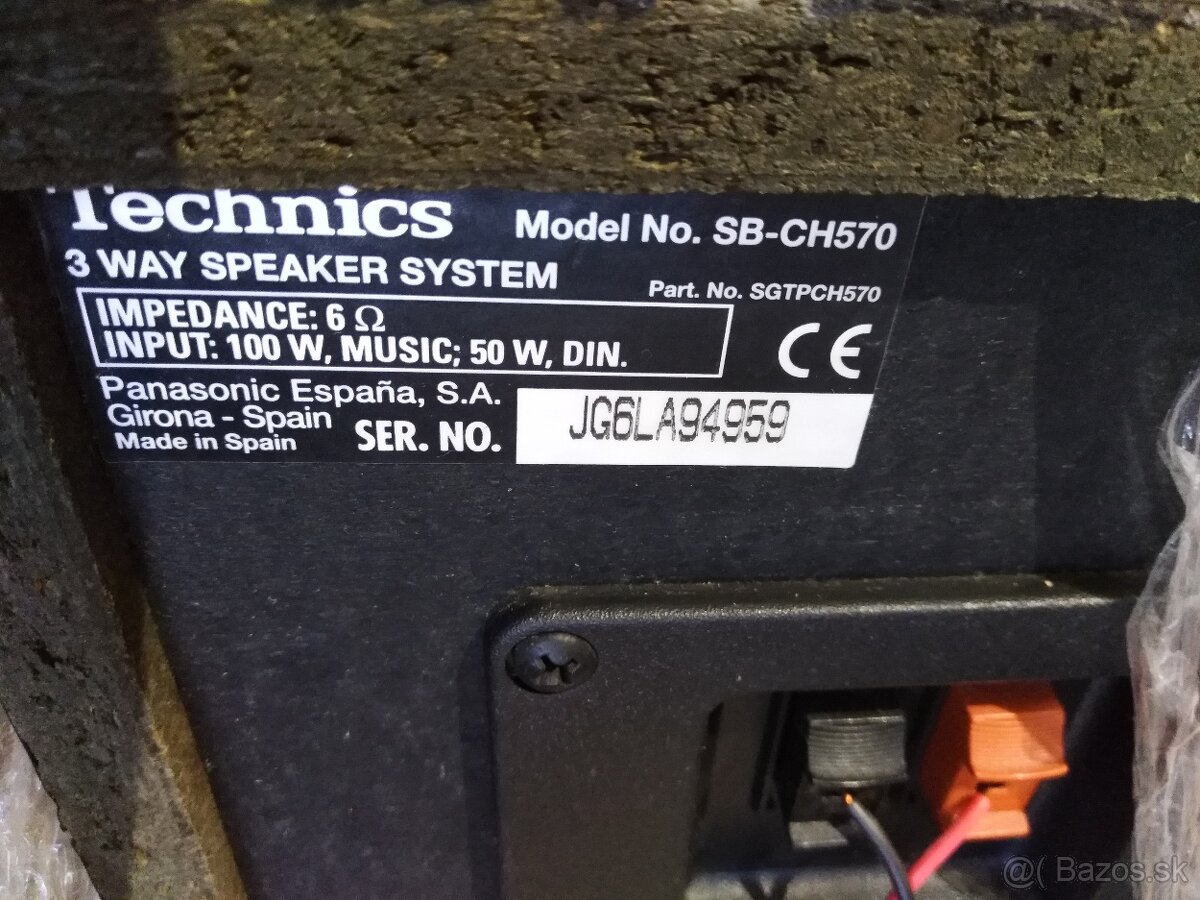 Technics Model No. SB-CH570
3 WAY SPEAKER SYSTEM
Part. No. SGTPCH570
IMPEDANCE: 6 Ω
INPUT: 100 W, MUSIC; 50 W, DIN.
CE
Panasonic España, S.A.
Girona - Spain
Made in Spain
SER. NO. JG6LA94959
@( Bazos.sk